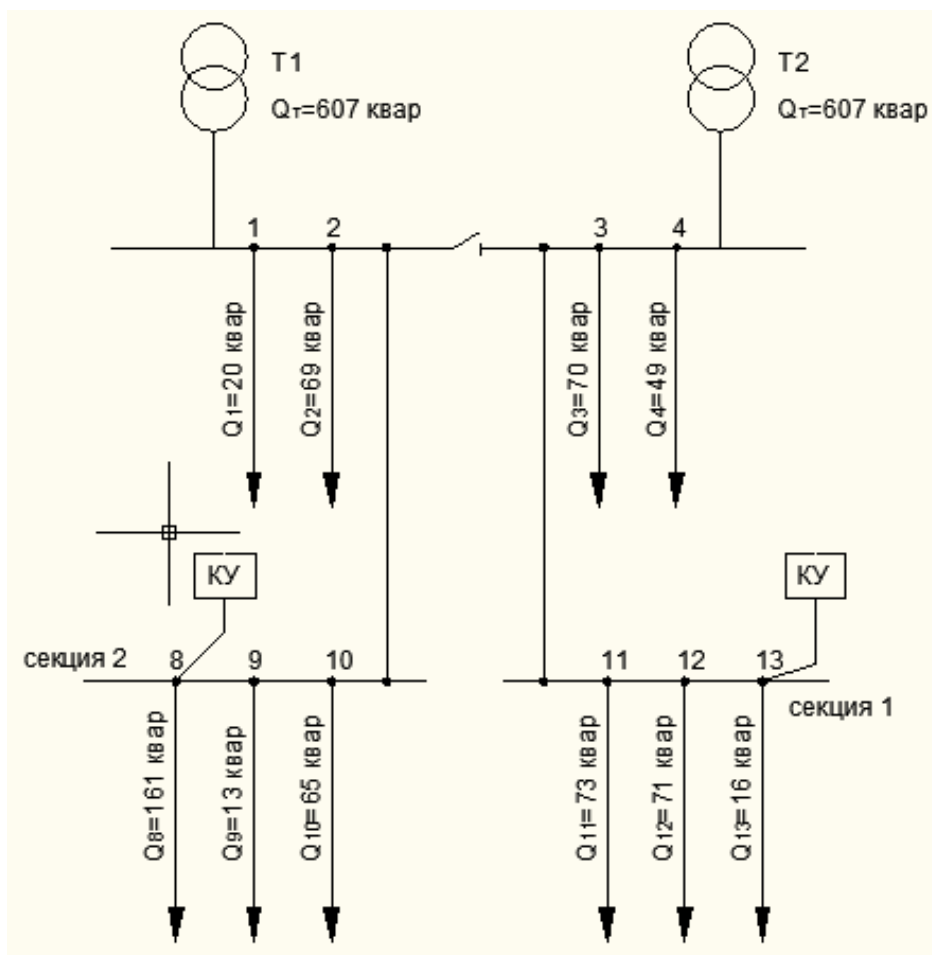 T1
Qт=607 квар
T2
Qт=607 квар
1
2
3
4
Q1=20 квар
Q2=69 квар
Q3=70 квар
Q4=49 квар
КУ
КУ
секция 2
8
9
10
11
12
13
секция 1
Q8=161 квар
Q9=13 квар
Q10=65 квар
Q11=73 квар
Q12=71 квар
Q13=16 квар